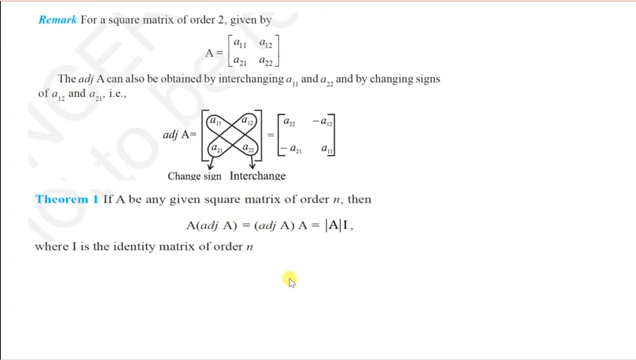 Remark For a square matrix of order 2, given by
A = [ a₁₁ a₁₂
a₂₁ a₂₂ ]
The adj A can also be obtained by interchanging a₁₁ and a₂₂ and by changing signs
of a₁₂ and a₂₁, i.e.,
adj A = [ a₁₁ a₁₂
a₂₁ a₂₂ ] = [ a₂₂ −a₁₂
−a₂₁ a₁₁ ]
Change sign Interchange
Theorem 1 If A be any given square matrix of order n, then
A(adj A) = (adj A) A = |A| I ,
where I is the identity matrix of order n